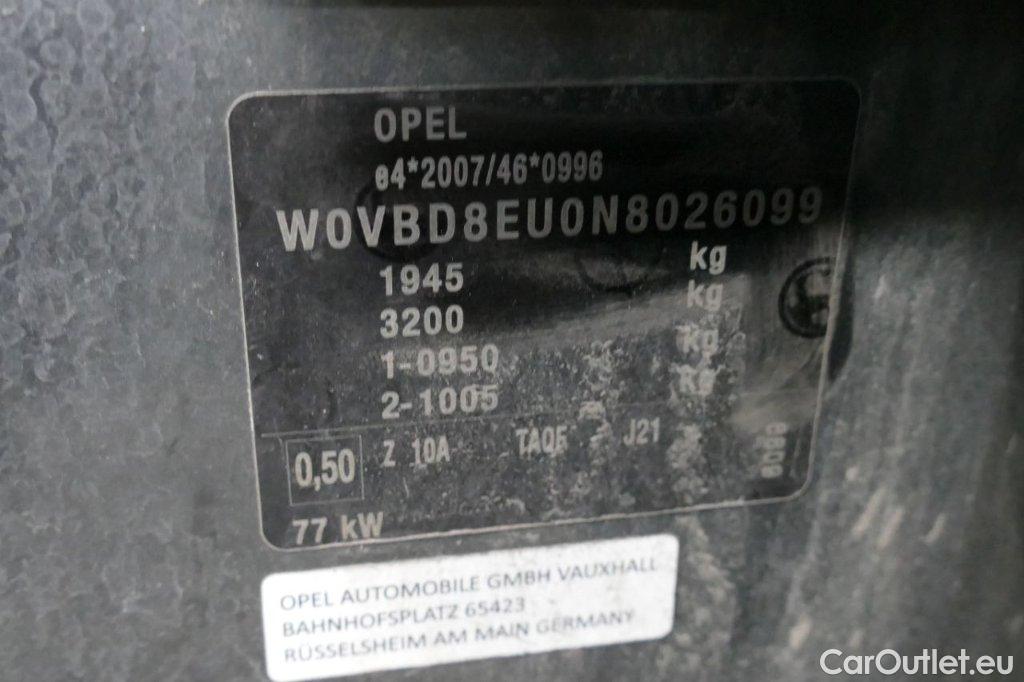 OPEL
e4*2007/46*0996
W0VBD8EU0N8026099
1945 kg
3200 kg
1-0950 kg
2-1005 kg
0,50 Z 10A J21
77 kW
OPEL AUTOMOBILE GMBH VAUXHALL
BAHNHOFSPLATZ 65423
RÜSSELSHEIM AM MAIN GERMANY
CarOutlet.eu